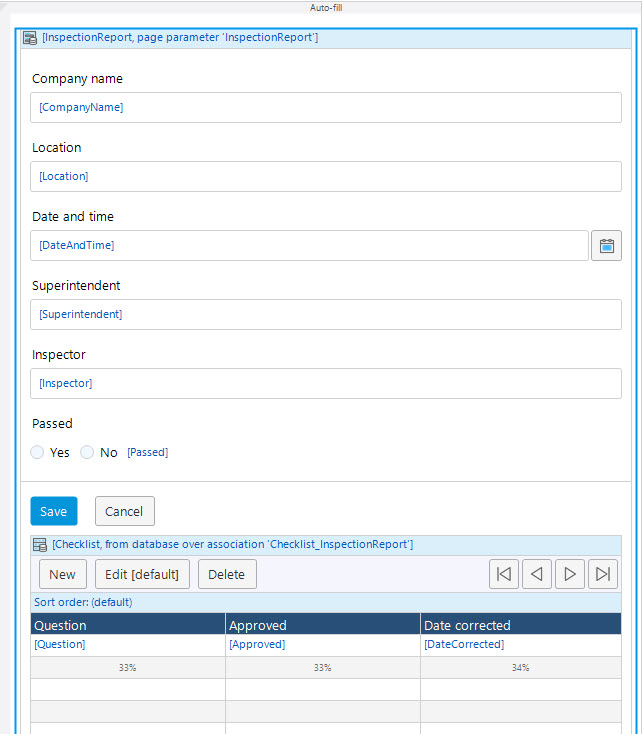 Auto-fill
[InspectionReport, page parameter 'InspectionReport']
Company name
[CompanyName]
Location
[Location]
Date and time
[DateAndTime]
Superintendent
[Superintendent]
Inspector
[Inspector]
Passed
Yes No [Passed]
Save Cancel
[Checklist, from database over association 'Checklist_InspectionReport']
New Edit [default] Delete
Sort order: (default)
Question Approved Date corrected
[Question] [Approved] [DateCorrected]
33% 33% 34%